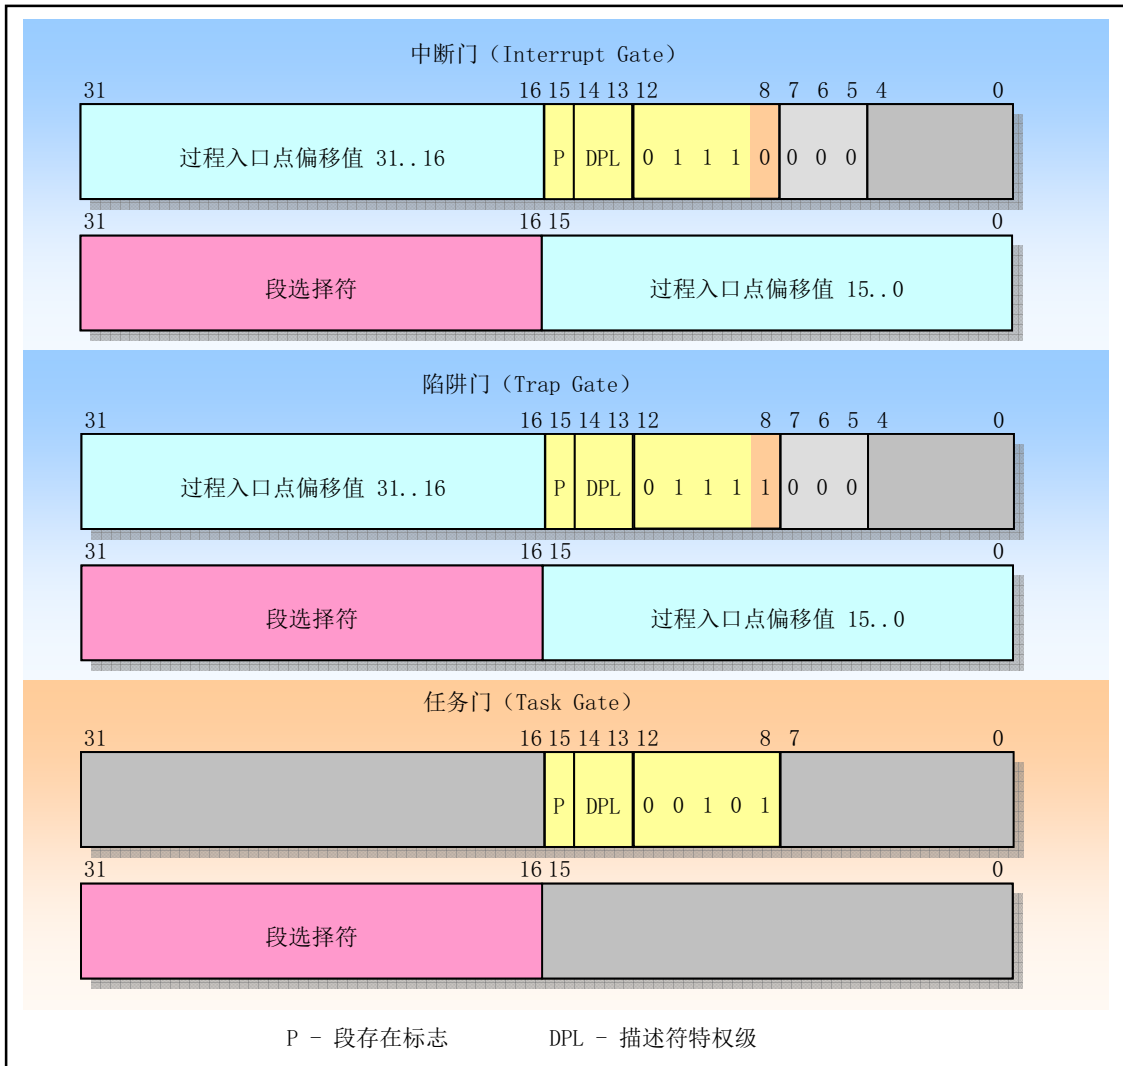 中断门（Interrupt Gate）
31 16 15 14 13 12 8 7 6 5 4 0
过程入口点偏移值 31..16 P DPL 0 1 1 1 0 0 0 0
31 16 15 0
段选择符 过程入口点偏移值 15..0
陷阱门（Trap Gate）
31 16 15 14 13 12 8 7 6 5 4 0
过程入口点偏移值 31..16 P DPL 0 1 1 1 1 0 0 0
31 16 15 0
段选择符 过程入口点偏移值 15..0
任务门（Task Gate）
31 16 15 14 13 12 8 7 0
P DPL 0 0 1 0 1
31 16 15 0
段选择符
P - 段存在标志 DPL - 描述符特权级